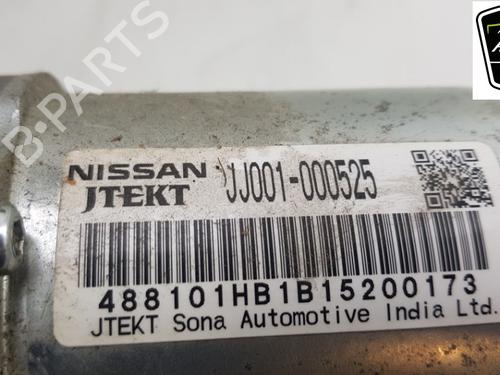 B-PARTS
NISSAN
JTEKT
JJ001-000525
488101HB1B15200173
JTEKT Sona Automotive India Ltd.